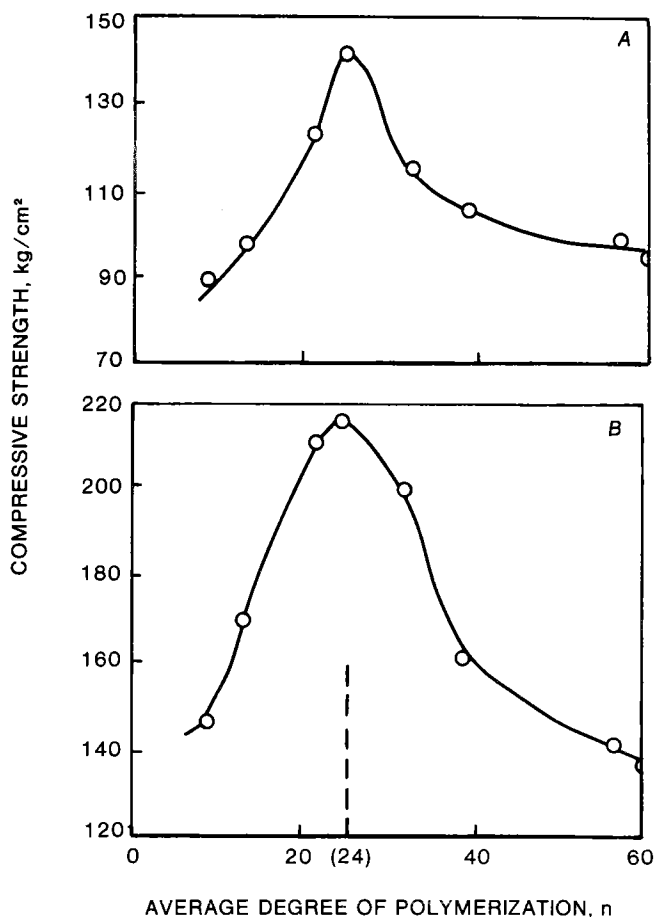 COMPRESSIVE STRENGTH, kg/cm²
150
130
110
90
70
A
220
200
180
160
140
120
B
0 20 (24) 40 60
AVERAGE DEGREE OF POLYMERIZATION, n